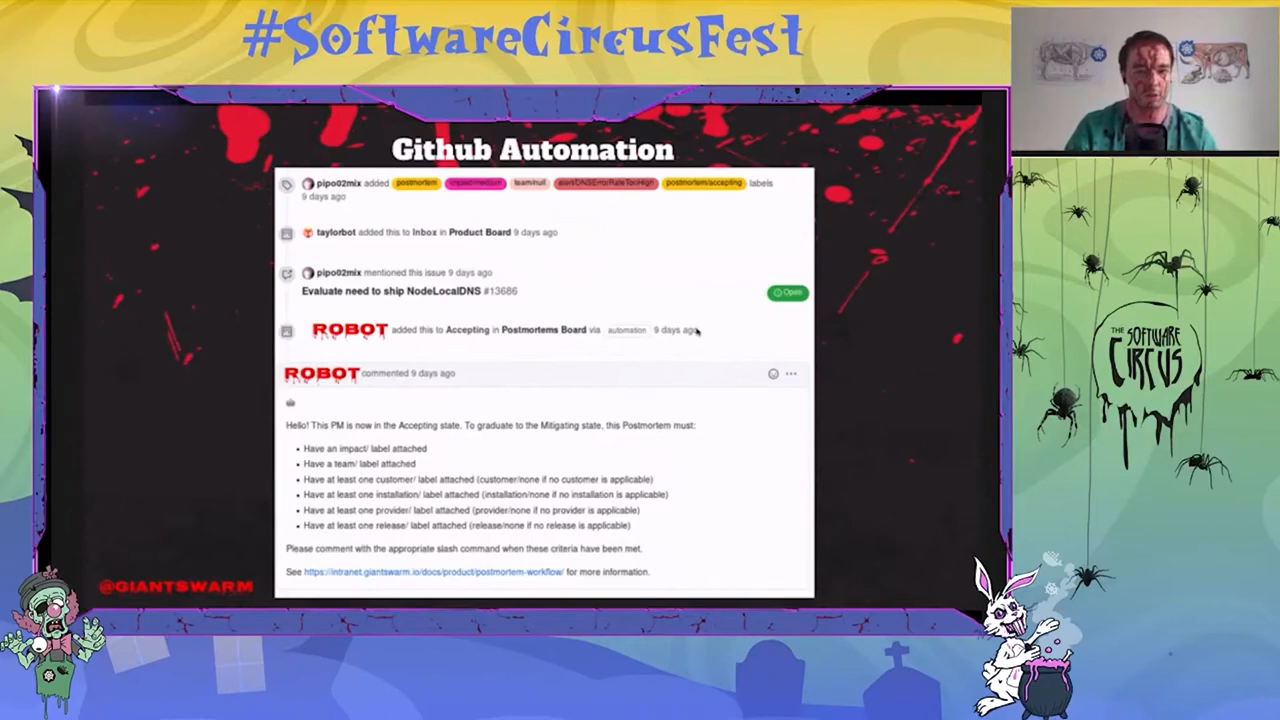 #SoftwareCircusFest
Github Automation
pipo02mix added postmortem impact/medium team/null alert/DNSErrorRateTooHigh postmortem/accepting labels
9 days ago
taylorbot added this to Inbox in Product Board 9 days ago
pipo02mix mentioned this issue 9 days ago
Evaluate need to ship NodeLocalDNS #13686
Open
ROBOT added this to Accepting in Postmortems Board via automation 9 days ago
ROBOT commented 9 days ago
Hello! This PM is now in the Accepting state. To graduate to the Mitigating state, this Postmortem must:
• Have an impact/ label attached
• Have a team/ label attached
• Have at least one customer/ label attached (customer/none if no customer is applicable)
• Have at least one installation/ label attached (installation/none if no installation is applicable)
• Have at least one provider/ label attached (provider/none if no provider is applicable)
• Have at least one release/ label attached (release/none if no release is applicable)
Please comment with the appropriate slash command when these criteria have been met.
See https://intranet.giantswarm.io/docs/product/postmortem-workflow/ for more information.
@GIANTSWARM
THE
SOFTWARE
CIRCUS